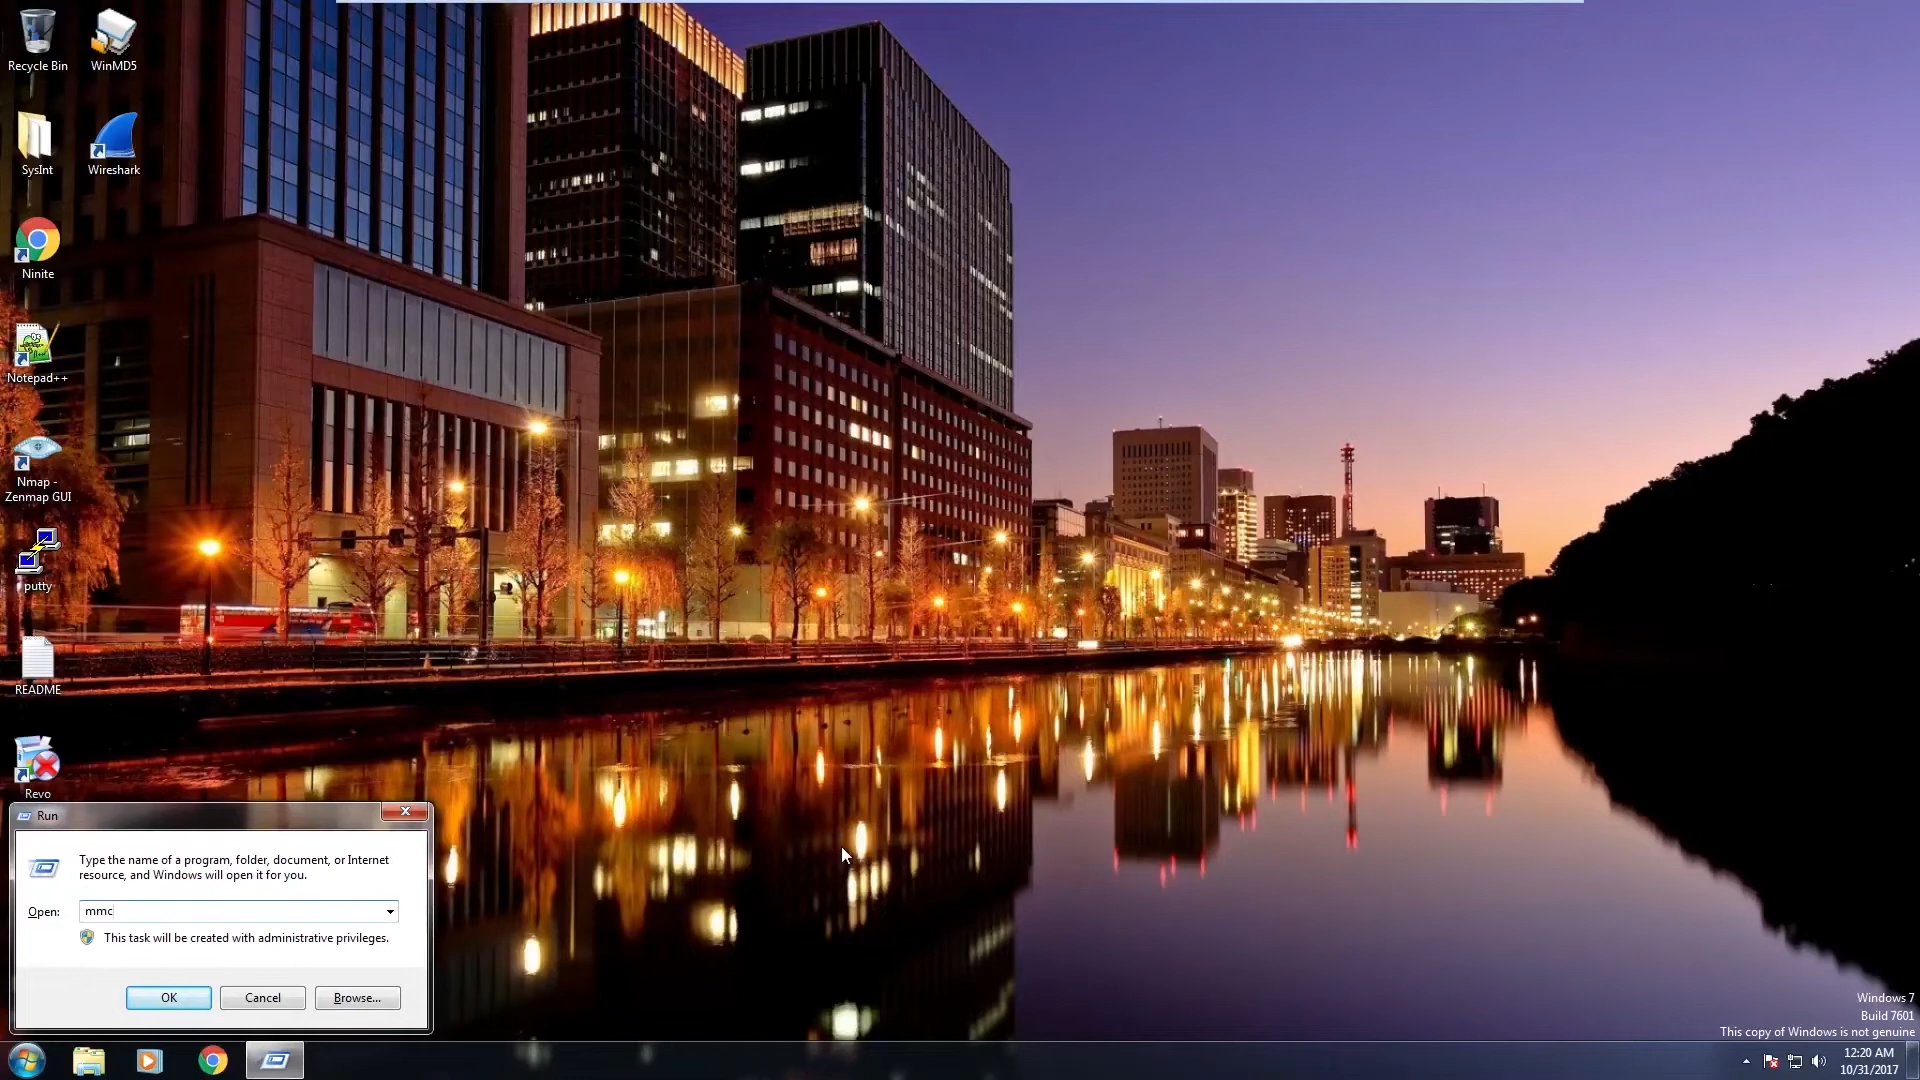 Recycle Bin
WinMD5
SysInt
Wireshark
Ninite
Notepad++
Nmap -
Zenmap GUI
putty
README
Revo
Run
Type the name of a program, folder, document, or Internet
resource, and Windows will open it for you.
Open:
mmc
This task will be created with administrative privileges.
OK
Cancel
Browse...
Windows 7
Build 7601
This copy of Windows is not genuine
12:20 AM
10/31/2017